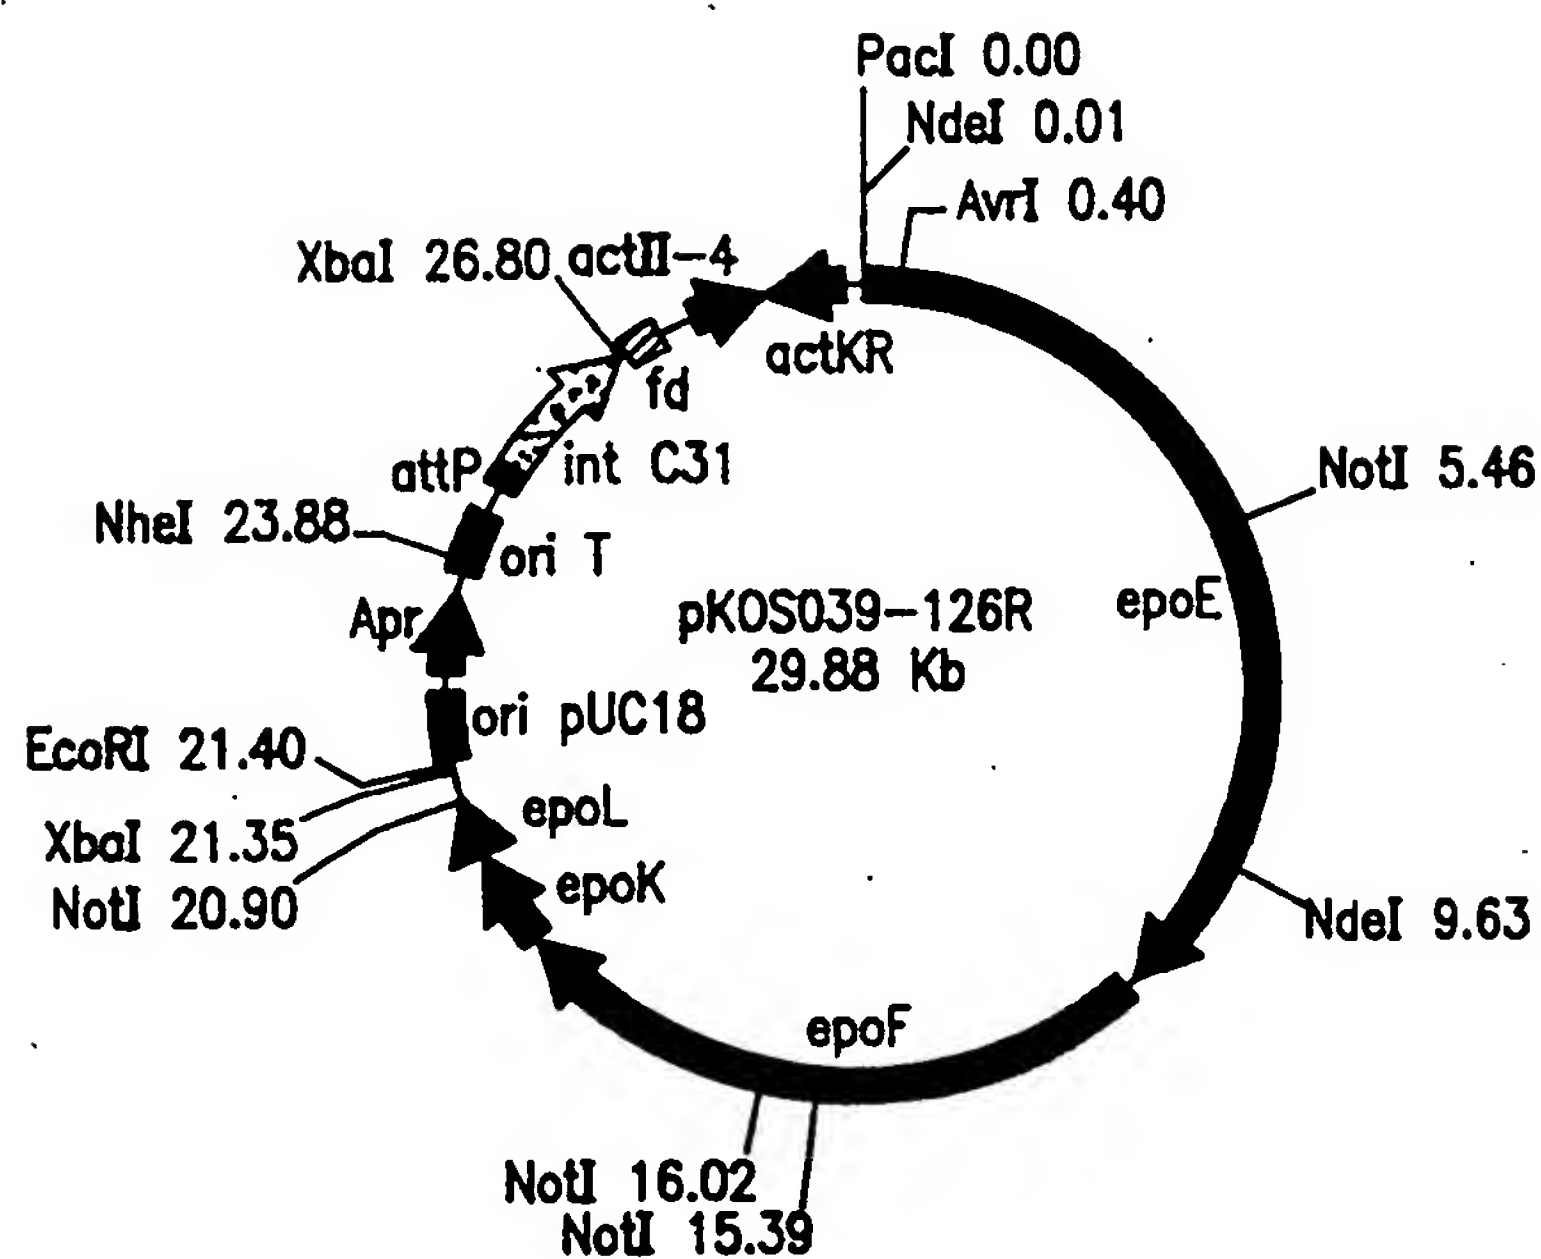 PacI 0.00
NdeI 0.01
AvrI 0.40
XbaI 26.80
actII-4
actKR
fd
attP
int C31
NotI 5.46
NheI 23.88
ori T
epoE
Apr
pKOS039-126R
29.88 Kb
ori pUC18
EcoRI 21.40
epoL
XbaI 21.35
epoK
NotI 20.90
NdeI 9.63
epoF
NotI 16.02
NotI 15.39